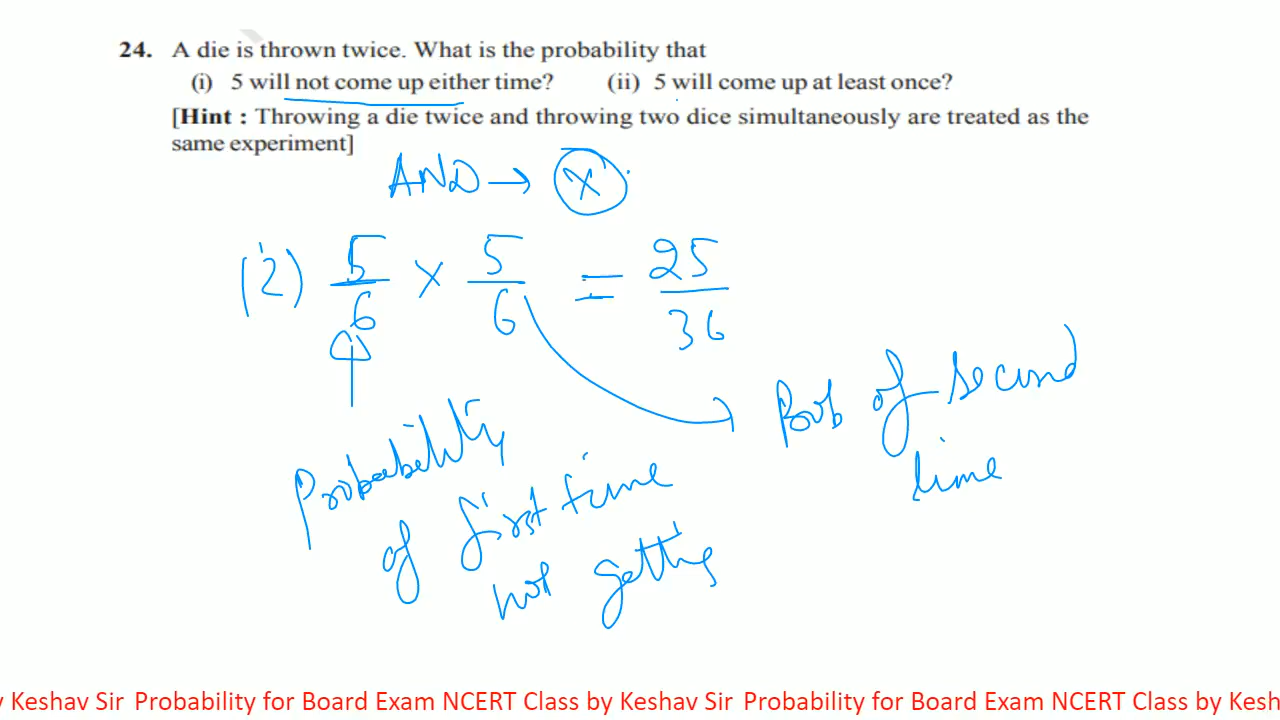 24. A die is thrown twice. What is the probability that
(i) 5 will not come up either time? (ii) 5 will come up at least once?
[Hint : Throwing a die twice and throwing two dice simultaneously are treated as the
same experiment]
AND → X
(i) 5/6 × 5/6 = 25/36
Prob of second
time
Probability
of first time
not getting
y Keshav Sir Probability for Board Exam NCERT Class by Keshav Sir Probability for Board Exam NCERT Class by Kesh